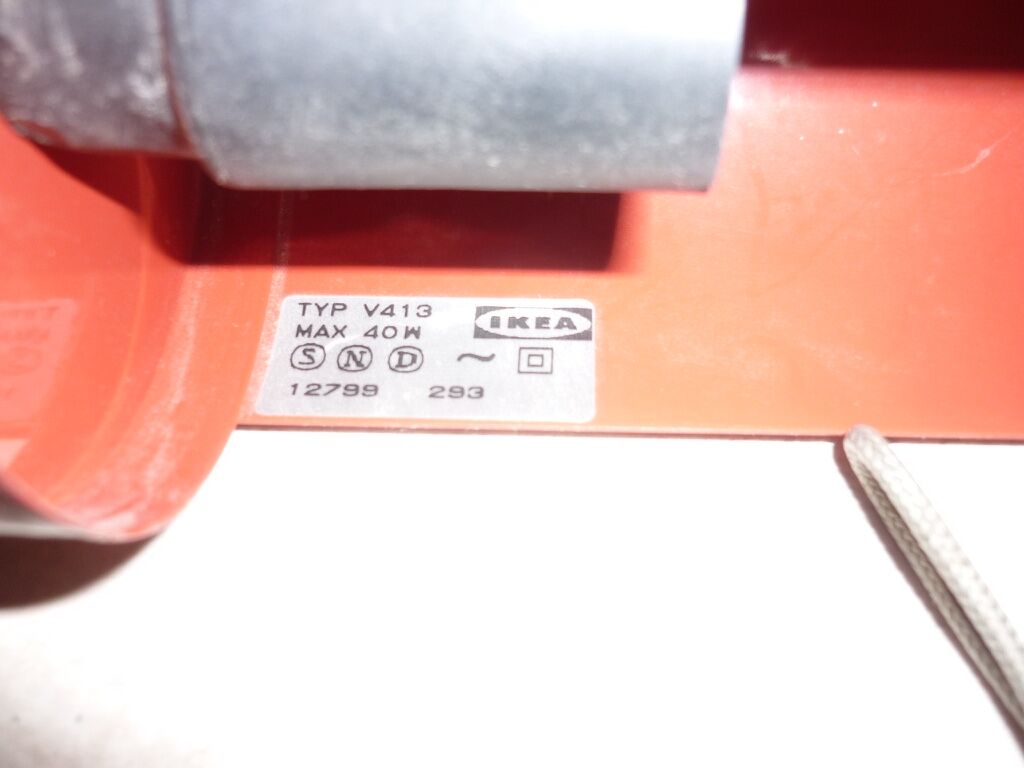 TYP V413
IKEA
MAX 40W
S N D ~
12799 293